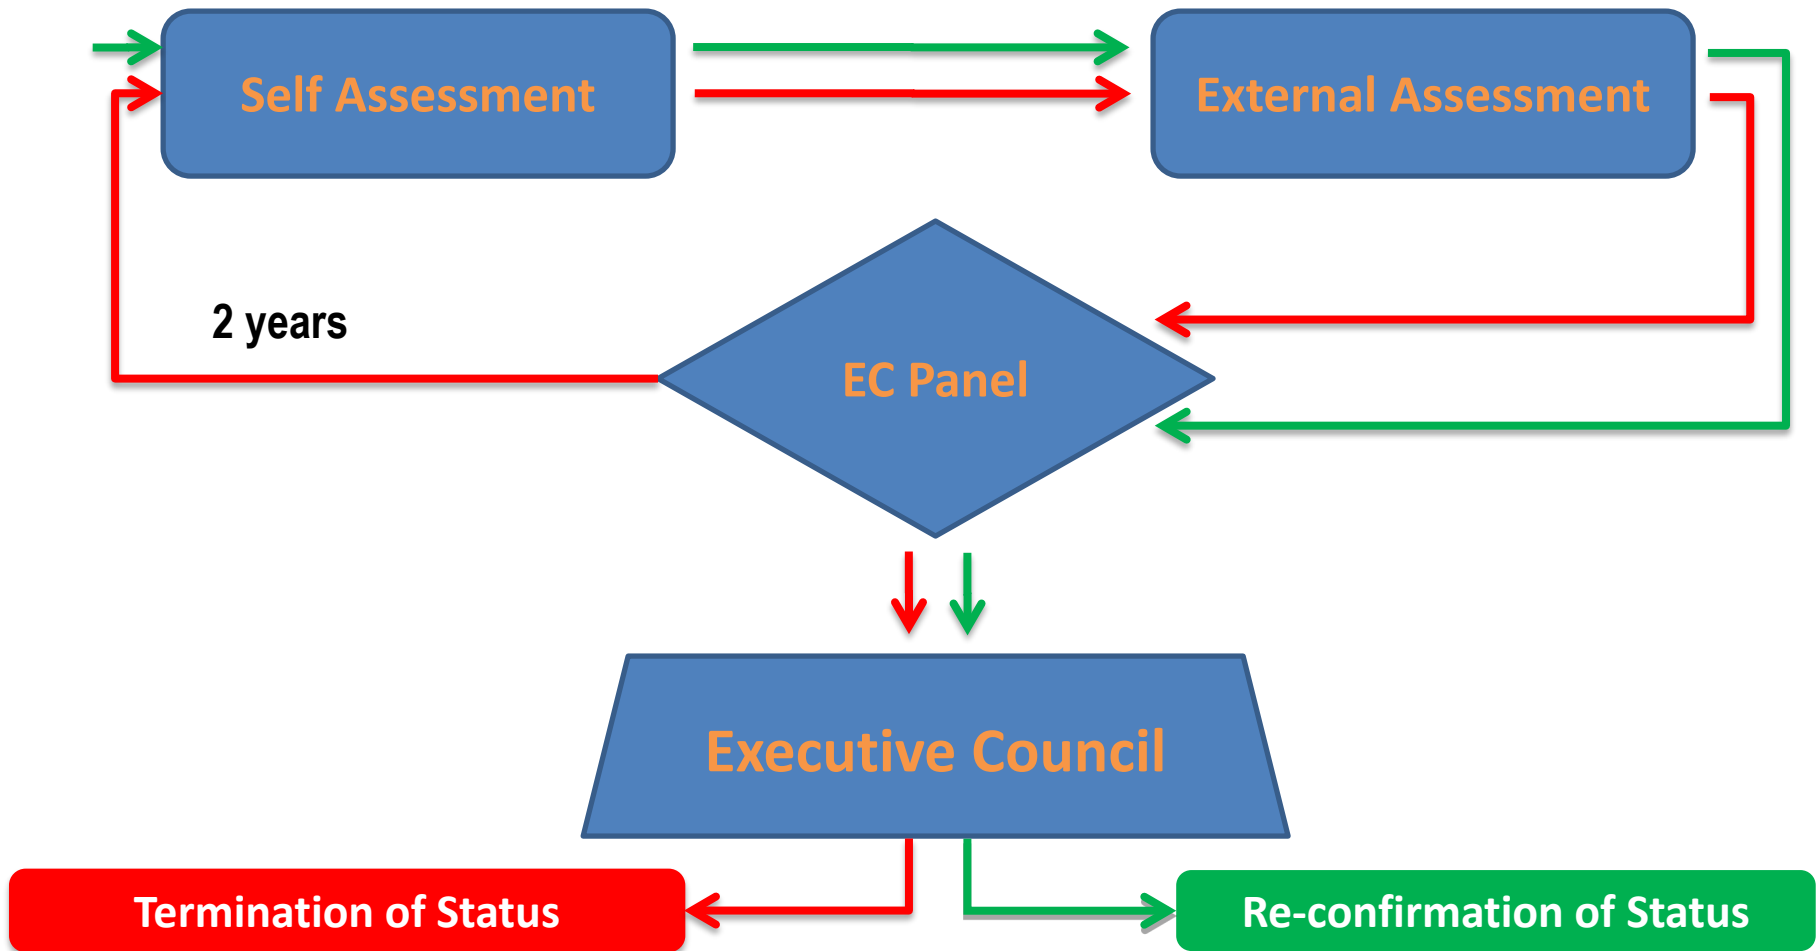 Self Assessment
External Assessment
2 years
EC Panel
Executive Council
Termination of Status
Re-confirmation of Status